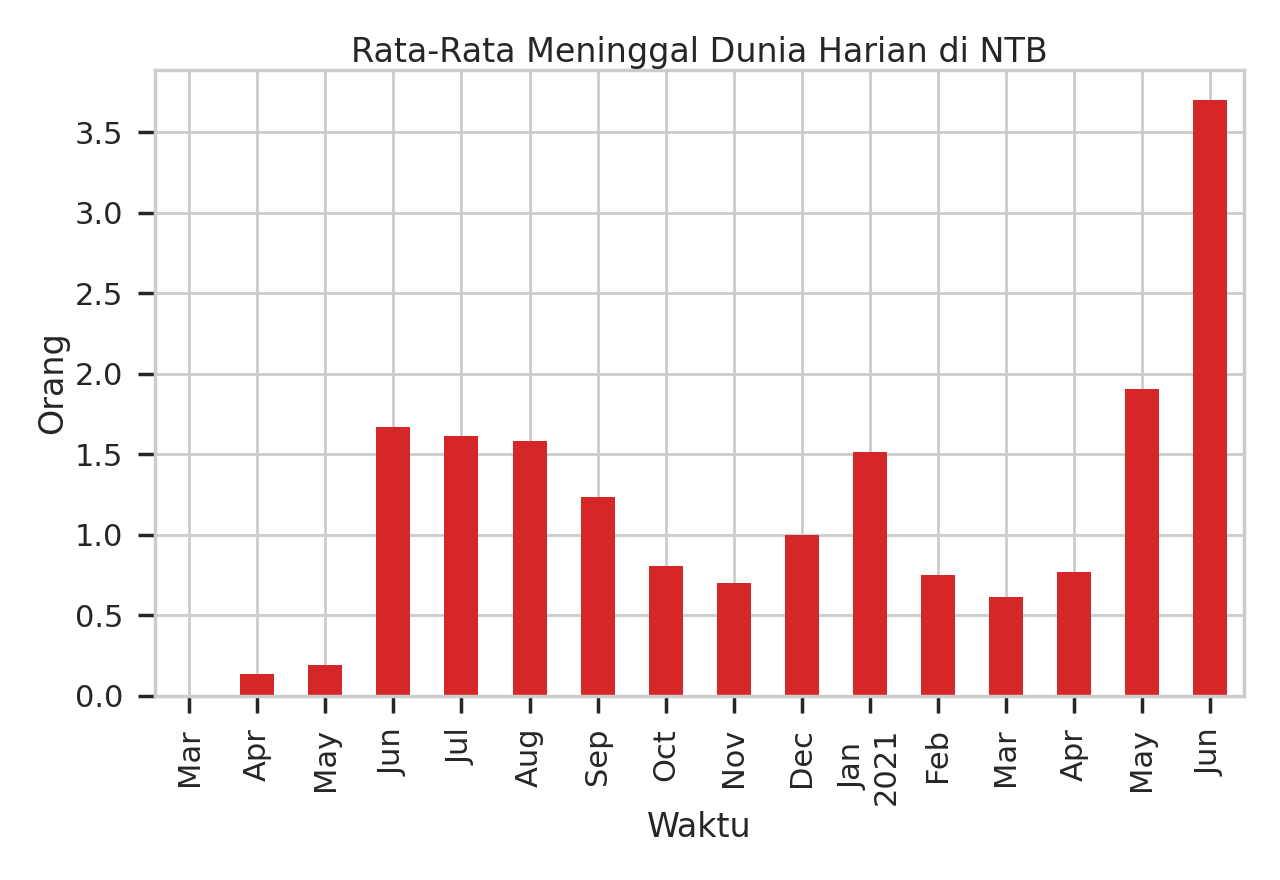 Rata-Rata Meninggal Dunia Harian di NTB
3.5
3.0
2.5
2.0
1.5
1.0
0.5
0.0
Orang
Mar
Apr
May
Jun
Jul
Aug
Sep
Oct
Nov
Dec
Jan
2021
Feb
Mar
Apr
May
Jun
Waktu